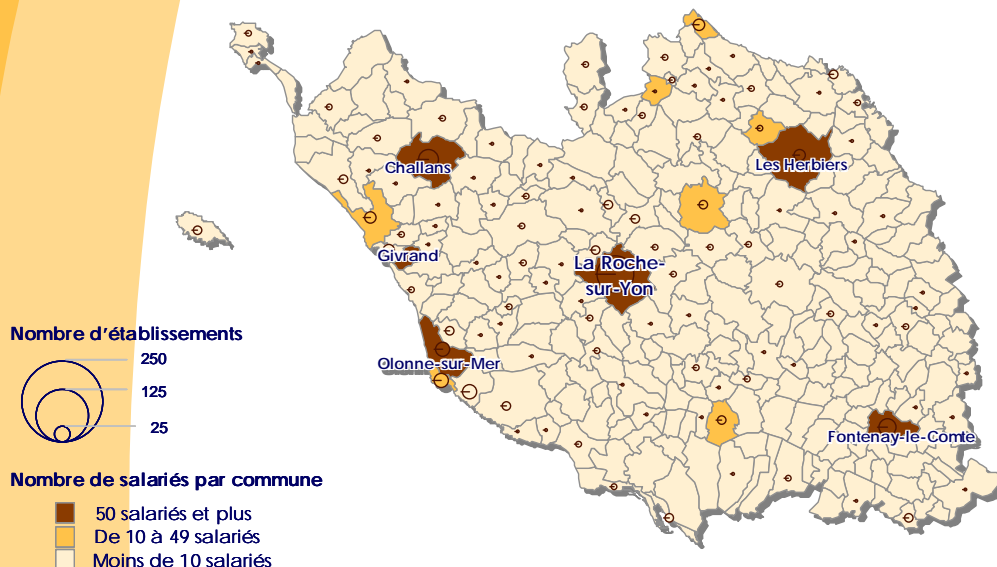 Challans
Les Herbiers
Givrand
La Roche-
sur-Yon
Olonne-sur-Mer
Fontenay-le-Comte
Nombre d'établissements
250
125
25
Nombre de salariés par commune
50 salariés et plus
De 10 à 49 salariés
Moins de 10 salariés